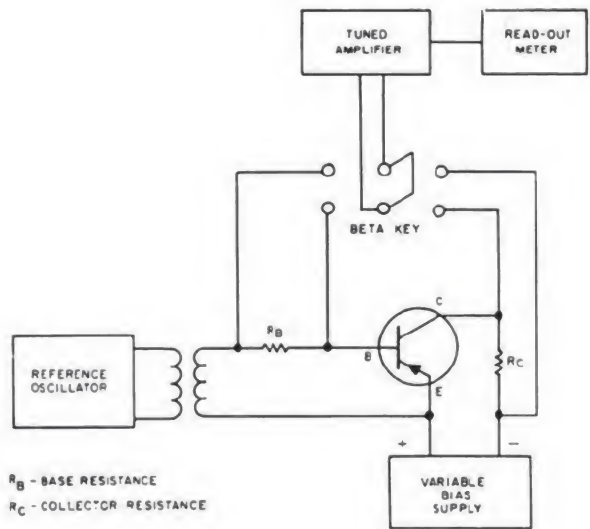 TUNED
AMPLIFIER
READ-OUT
METER
BETA KEY
C
RB
B
E
RC
REFERENCE
OSCILLATOR
+
-
VARIABLE
BIAS
SUPPLY
RB - BASE RESISTANCE
RC - COLLECTOR RESISTANCE